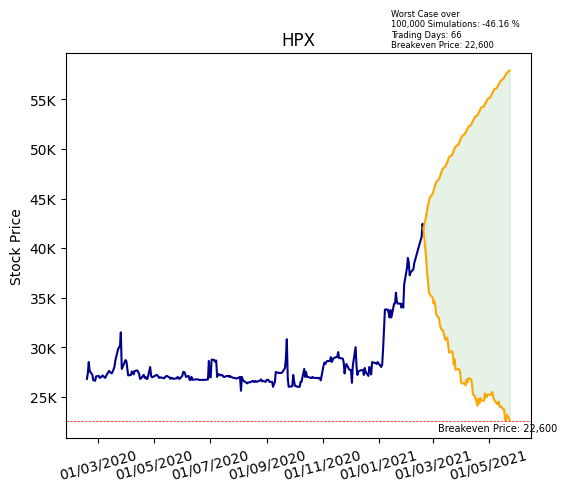 Worst Case over
100,000 Simulations: -46.16 %
Trading Days: 66
Breakeven Price: 22,600
HPX
Stock Price
55K
50K
45K
40K
35K
30K
25K
Breakeven Price: 22,600
01/03/2020
01/05/2020
01/07/2020
01/09/2020
01/11/2020
01/01/2021
01/03/2021
01/05/2021